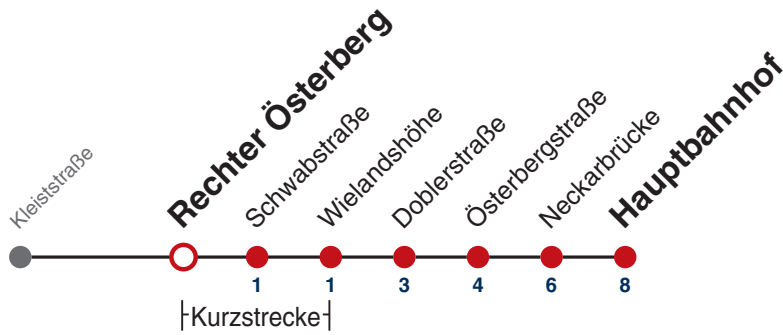 Kleiststraße
Rechter Österberg
Schwabstraße
Wielandshöhe
Doblerstraße
Österbergstraße
Neckarbrücke
Hauptbahnhof
1 1 3 4 6 8
Kurzstrecke